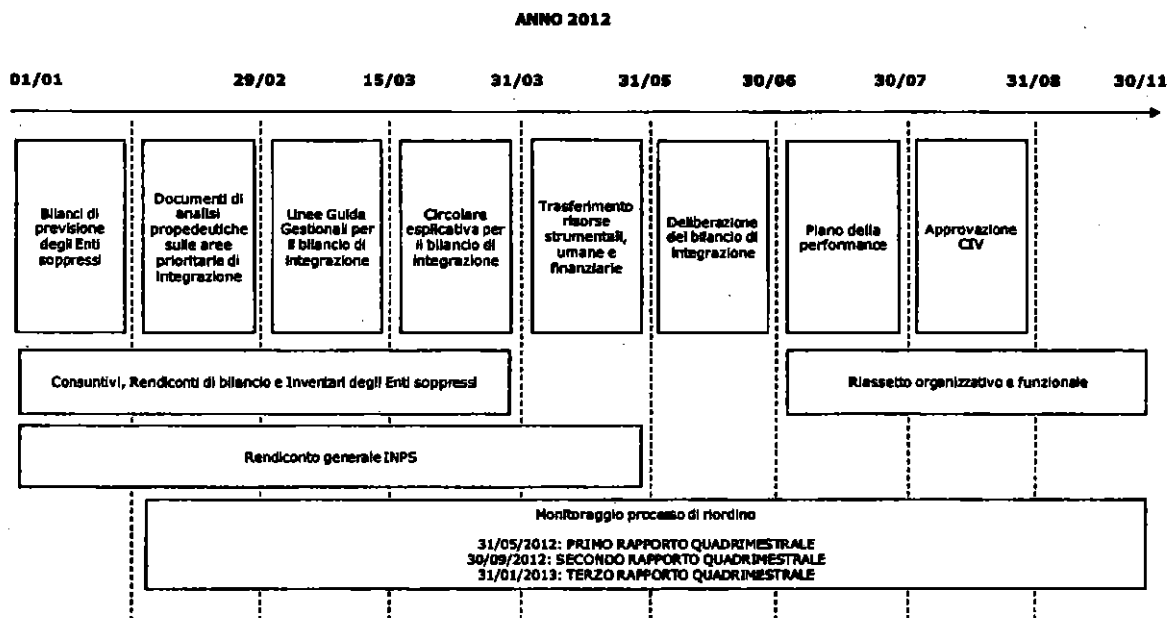 ANNO 2012
01/01
29/02
15/03
31/03
31/05
30/06
30/07
31/08
30/11
Bilanci di
previsione
degli Enti
soppressi
Documenti di
analisi
propedeutiche
sulle aree
prioritarie di
integrazione
Linee Guida
Gestionali per
il bilancio di
integrazione
Circolare
esplicativa per
il bilancio di
integrazione
Trasferimento
risorse
strumentali,
umane e
finanziarie
Deliberazione
del bilancio di
integrazione
Piano della
performance
Approvazione
CIV
Consuntivi, Rendiconti di bilancio e Inventari degli Enti soppressi
Riassetto organizzativo e funzionale
Rendiconto generale INPS
Monitoraggio processo di riordino
31/05/2012: PRIMO RAPPORTO QUADRIMESTRALE
30/09/2012: SECONDO RAPPORTO QUADRIMESTRALE
31/01/2013: TERZO RAPPORTO QUADRIMESTRALE